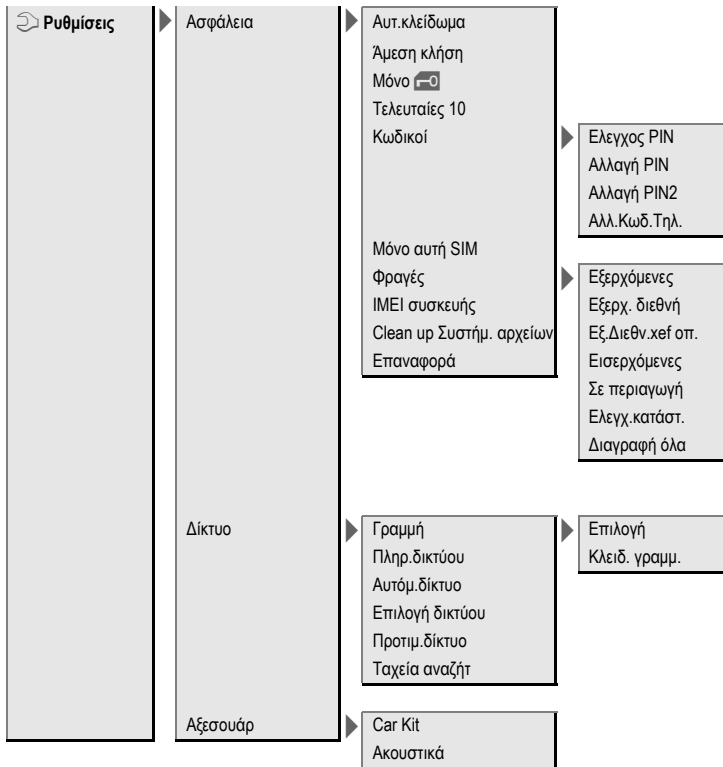 Ρυθμίσεις
Ασφάλεια
Αυτ.κλείδωμα
Άμεση κλήση
Μόνο
Τελευταίες 10
Κωδικοί
Ελεγχος PIN
Αλλαγή PIN
Αλλαγή PIN2
Αλλ.Κωδ.Τηλ.
Μόνο αυτή SIM
Φραγές
Εξερχόμενες
Εξερχ. διεθνή
Εξ.Διεθν.xef οπ.
Εισερχόμενες
Σε περιαγωγή
Ελεγχ.κατάστ.
Διαγραφή όλα
IMEI συσκευής
Clean up Συστήμ. αρχείων
Επαναφορά
Δίκτυο
Γραμμή
Επιλογή
Κλειδ. γραμμ.
Πληρ.δικτύου
Αυτόμ.δίκτυο
Επιλογή δικτύου
Προτιμ.δίκτυο
Ταχεία αναζήτ
Αξεσουάρ
Car Kit
Ακουστικά